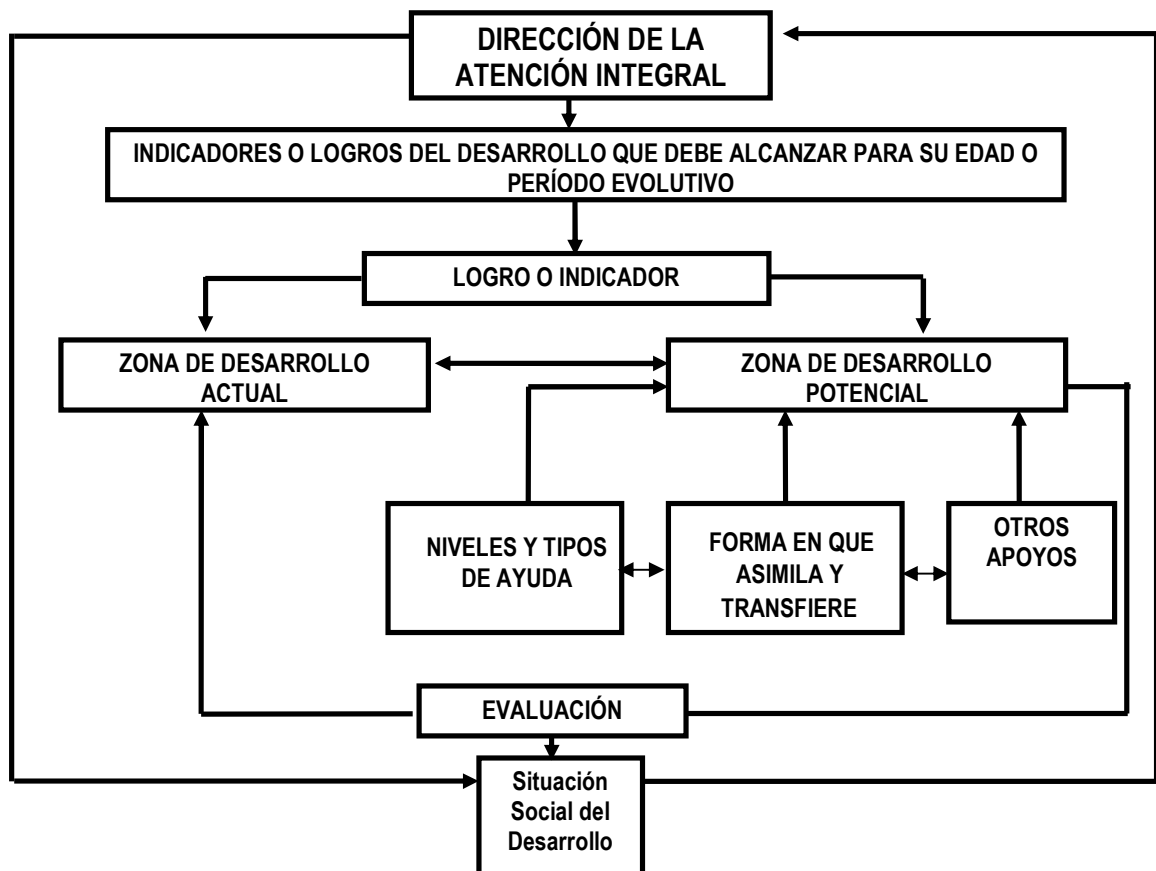 DIRECCIÓN DE LA
ATENCIÓN INTEGRAL
INDICADORES O LOGROS DEL DESARROLLO QUE DEBE ALCANZAR PARA SU EDAD O
PERÍODO EVOLUTIVO
LOGRO O INDICADOR
ZONA DE DESARROLLO
ACTUAL
ZONA DE DESARROLLO
POTENCIAL
NIVELES Y TIPOS
DE AYUDA
FORMA EN QUE
ASIMILA Y
TRANSFIERE
OTROS
APOYOS
EVALUACIÓN
Situación
Social del
Desarrollo